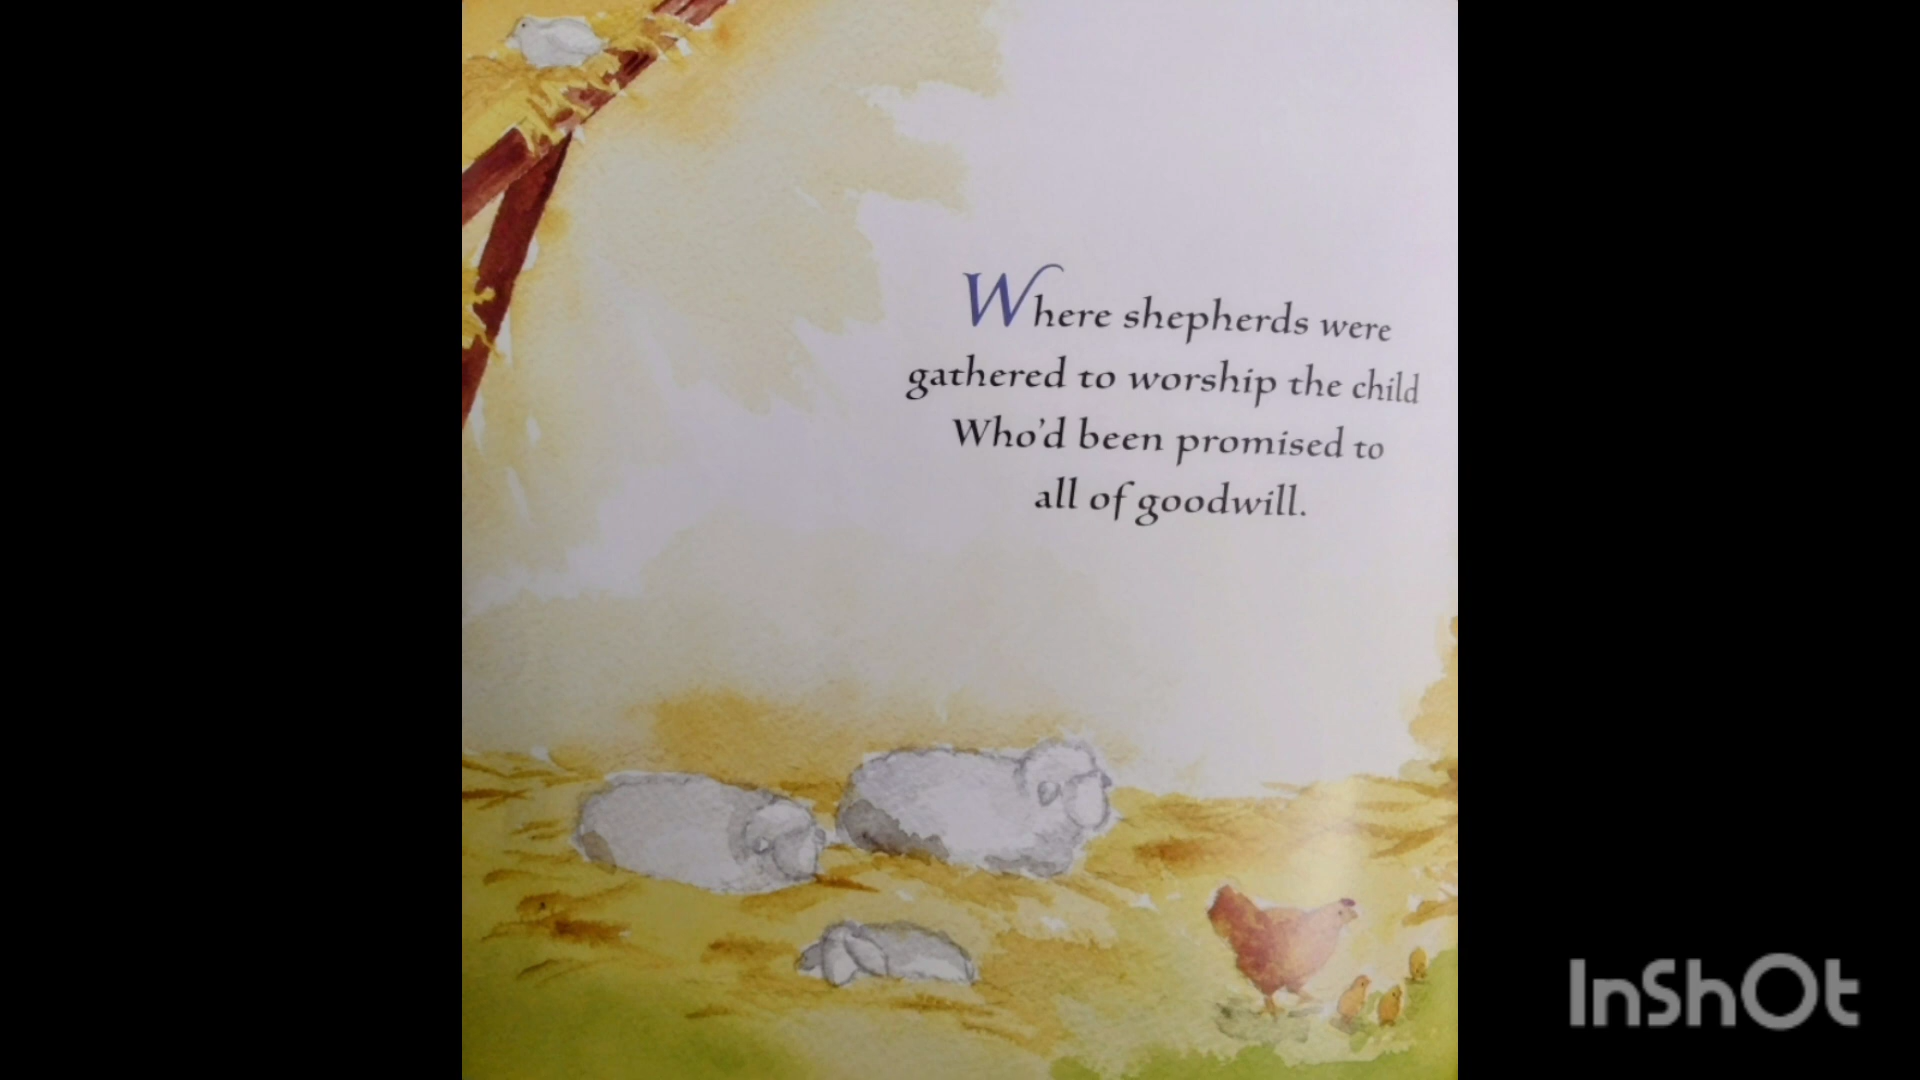 Where shepherds were
gathered to worship the child
Who'd been promised to
all of goodwill.
InShOt